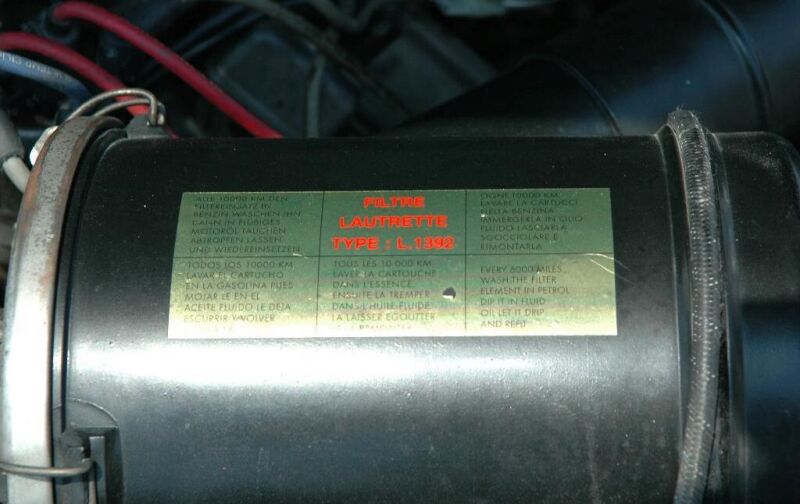 ALLE 10000 KM DEN
FILTEREINSATZ IN
BENZIN WASCHEN IHN
DANN IN FLÜßIGES
MOTORÖL TAUCHEN
ABTROPFEN LASSEN
UND WIEDEREINSETZEN
FILTRE
LAUTRETTE
TYPE : L.1392
OGNI 10000 KM
LAVARE LA CARTUCCI
NELLA BENZINA
IMMERGERLA IN OLIO
FLUIDO LASCIARLA
SGOCCIOLARE E
RIMONTARLA
TODOS LOS 10000 KM
LAVAR EL CARTUCHO
EN LA GASOLINA PUES
MOJAR LE EN EL
ACEITE FLUIDO LE DEJA
ESCURRIR Y VOLVER
TOUS LES 10 000 KM
LAVER LA CARTOUCHE
DANS L'ESSENCE
ENSUITE LA TREMPER
DANS L'HUILE FLUIDE
LA LAISSER EGOUTTER
EVERY 6000 MILES
WASH THE FILTER
ELEMENT IN PETROL
DIP IT IN FLUID
OIL LET IT DRIP
AND REFIT